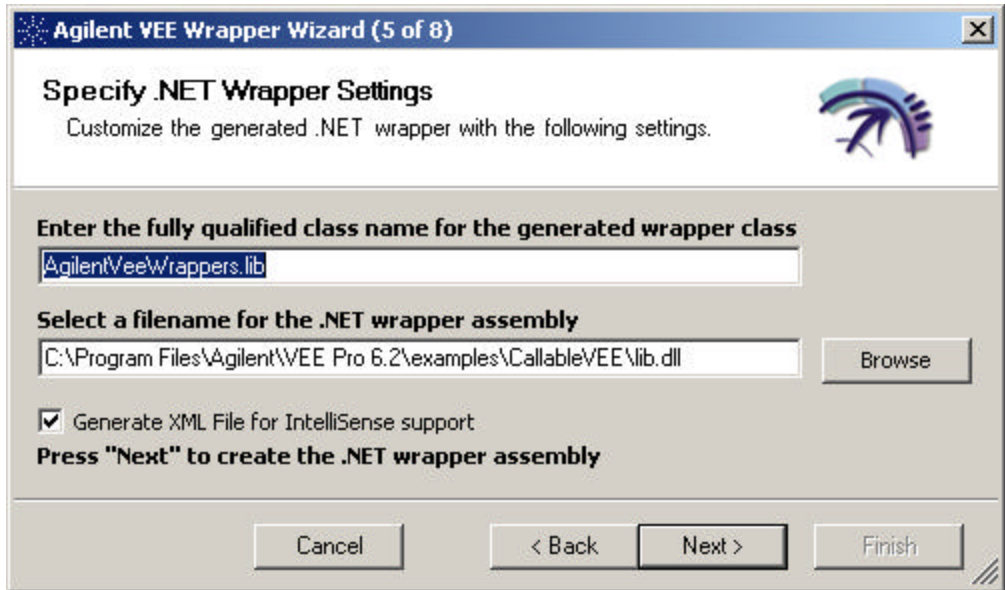 Agilent VEE Wrapper Wizard (5 of 8)
Specify .NET Wrapper Settings
Customize the generated .NET wrapper with the following settings.
Enter the fully qualified class name for the generated wrapper class
AgilentVeeWrappers.lib
Select a filename for the .NET wrapper assembly
C:\Program Files\Agilent\VEE Pro 6.2\examples\CallableVEE\lib.dll
Browse
Generate XML File for IntelliSense support
Press "Next" to create the .NET wrapper assembly
Cancel
< Back
Next >
Finish